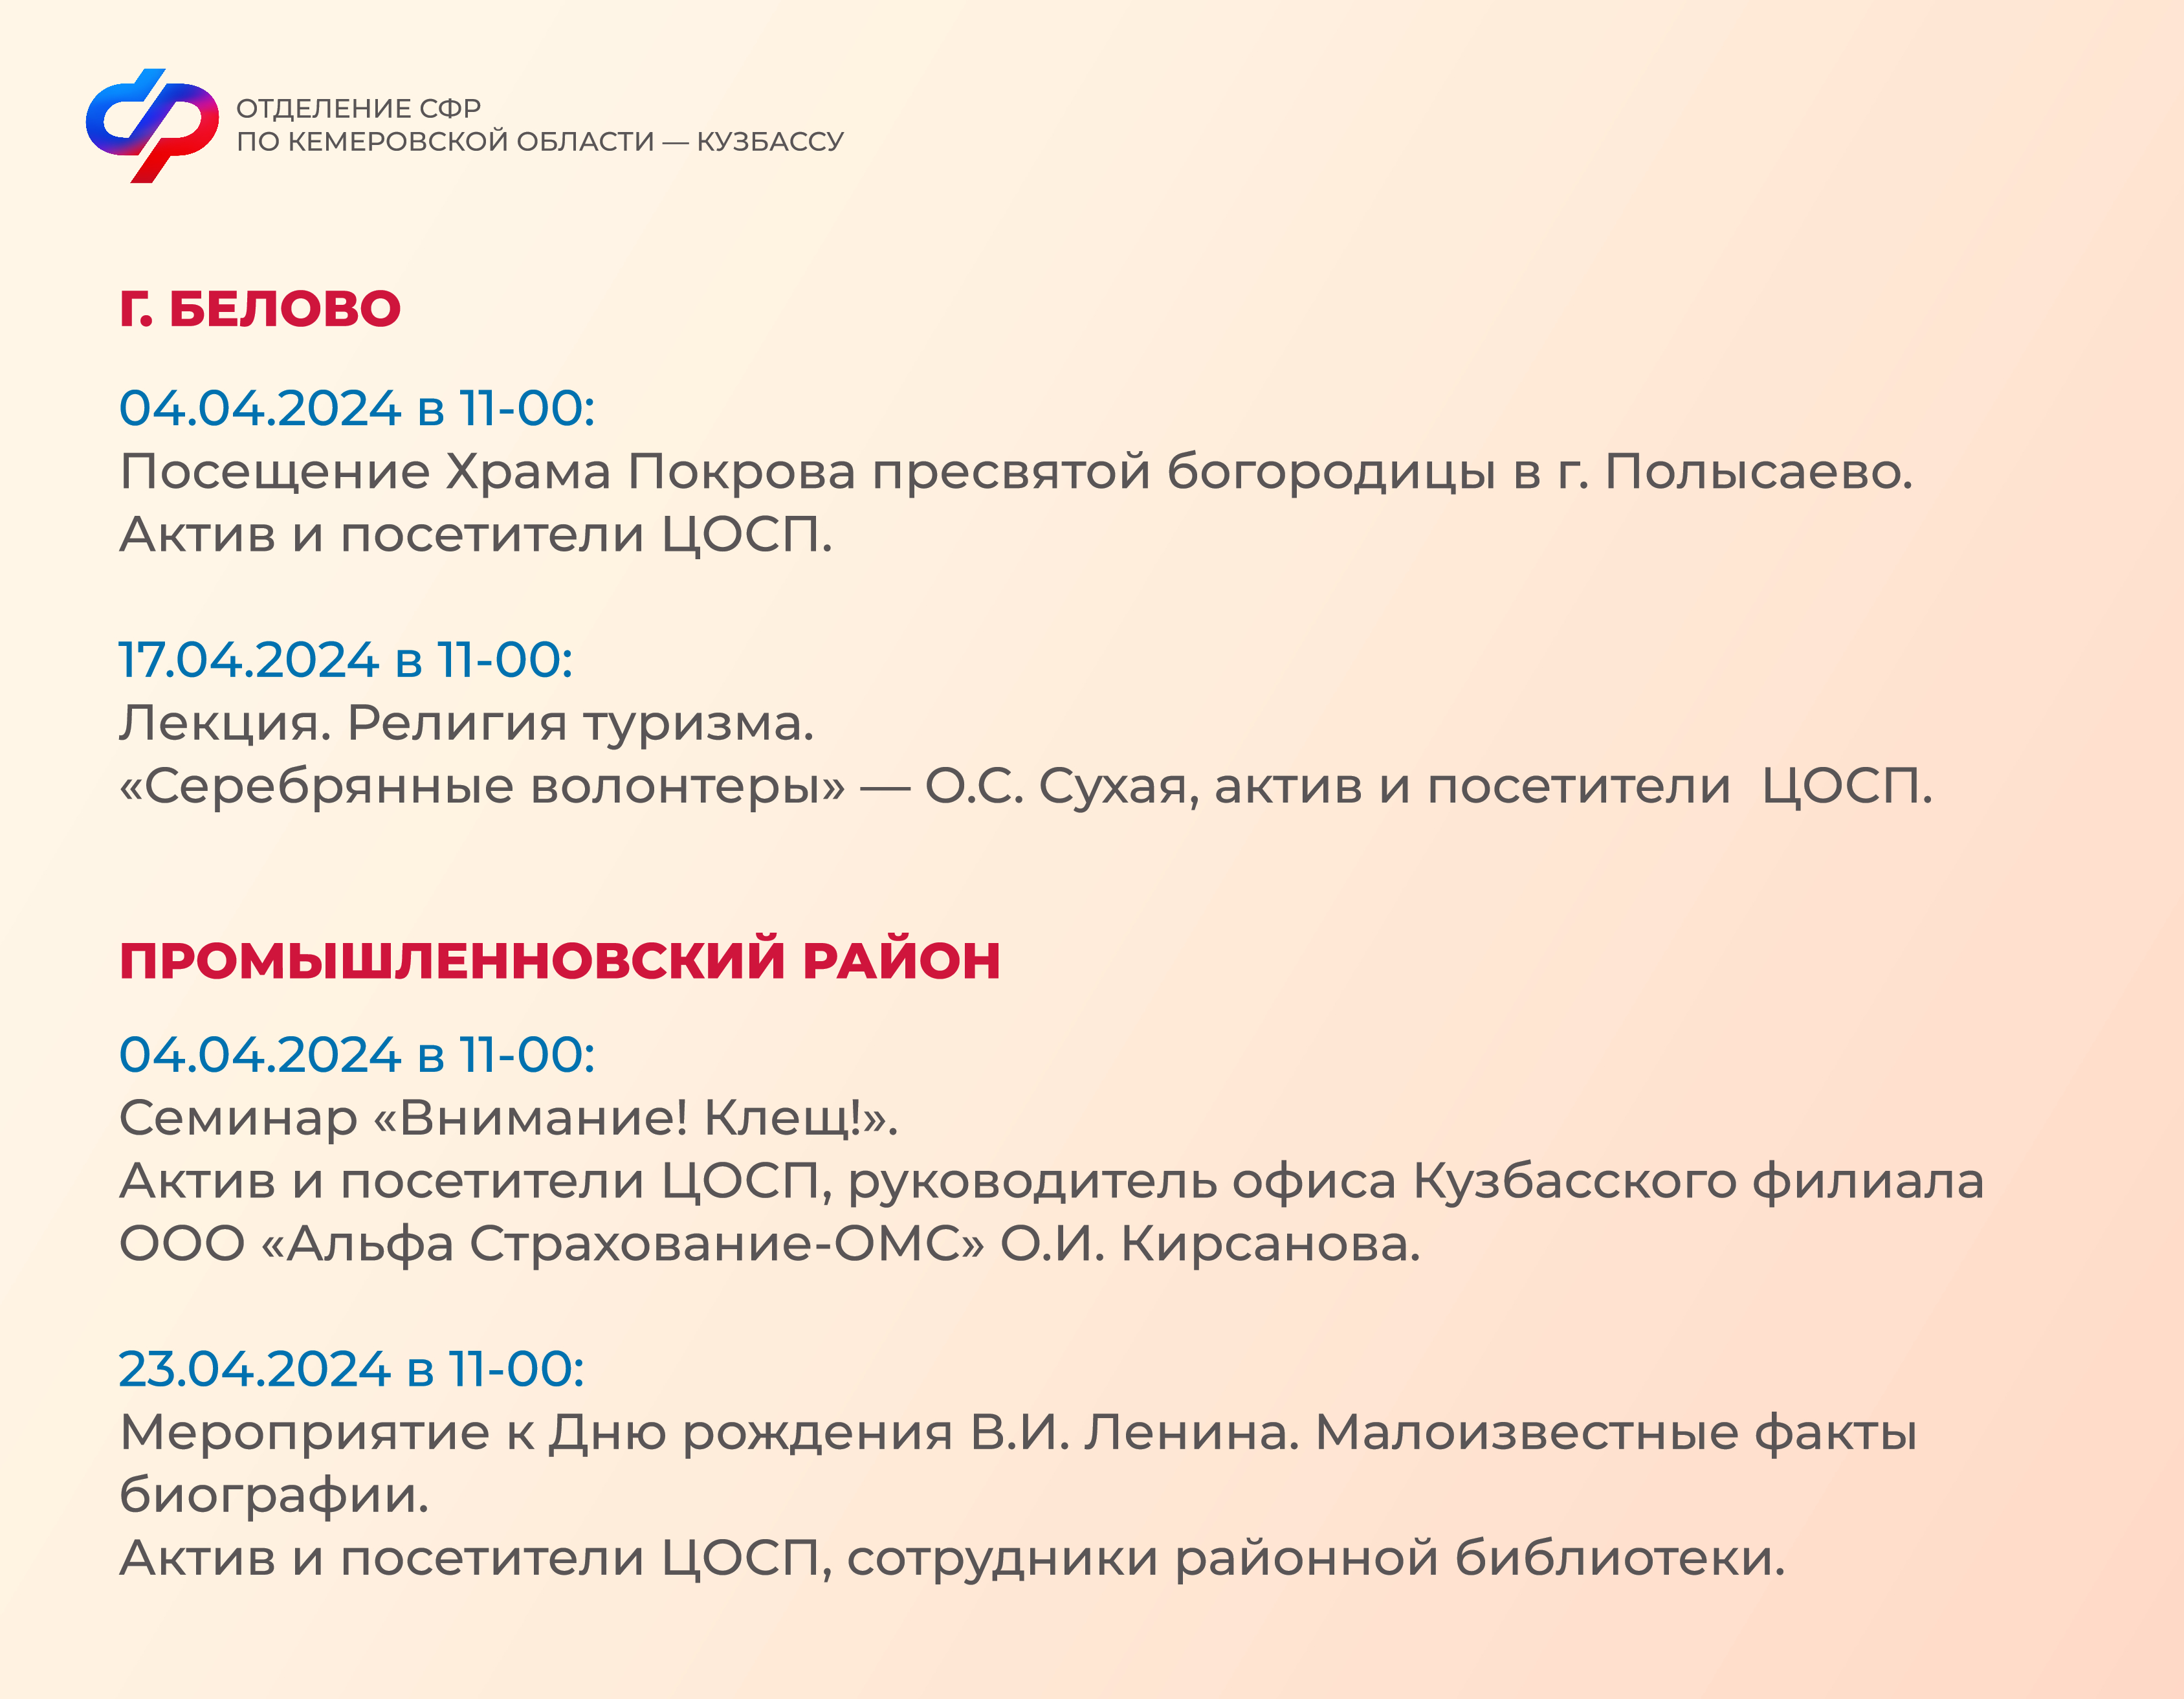 ОТДЕЛЕНИЕ СФР
ПО КЕМЕРОВСКОЙ ОБЛАСТИ — КУЗБАССУ
Г. БЕЛОВО
04.04.2024 в 11-00:
Посещение Храма Покрова пресвятой богородицы в г. Полысаево.
Актив и посетители ЦОСП.
17.04.2024 в 11-00:
Лекция. Религия туризма.
«Серебрянные волонтеры» — О.С. Сухая, актив и посетители  ЦОСП.
ПРОМЫШЛЕННОВСКИЙ РАЙОН
04.04.2024 в 11-00:
Семинар «Внимание! Клещ!».
Актив и посетители ЦОСП, руководитель офиса Кузбасского филиала
ООО «Альфа Страхование-ОМС» О.И. Кирсанова.
23.04.2024 в 11-00:
Мероприятие к Дню рождения В.И. Ленина. Малоизвестные факты
биографии.
Актив и посетители ЦОСП, сотрудники районной библиотеки.